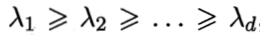 λ₁ ⩾ λ₂ ⩾ … ⩾ λ_d.